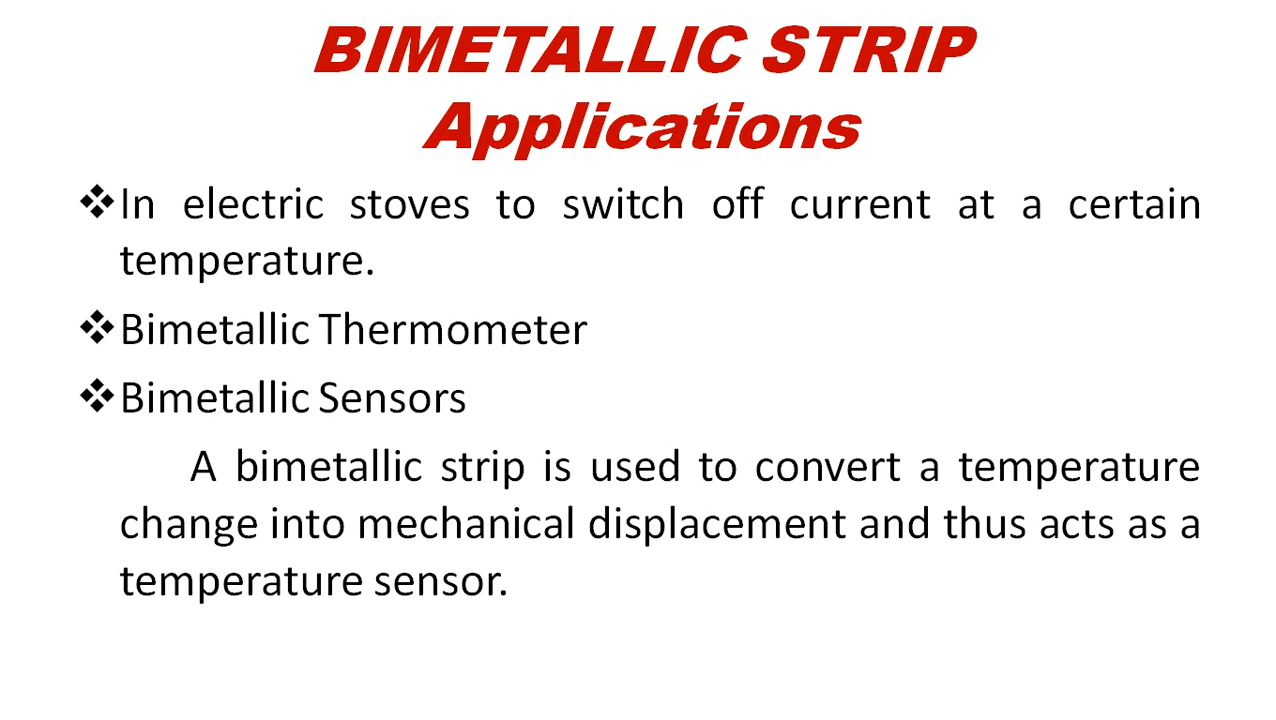 BIMETALLIC STRIP
Applications
❖In electric stoves to switch off current at a certain
temperature.
❖Bimetallic Thermometer
❖Bimetallic Sensors
A bimetallic strip is used to convert a temperature
change into mechanical displacement and thus acts as a
temperature sensor.